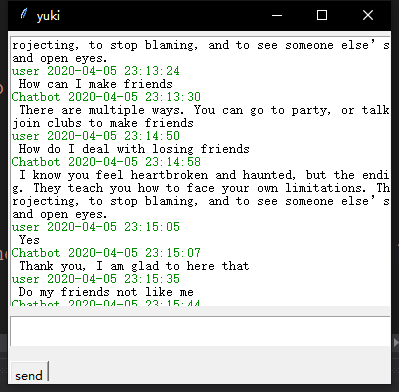 yuki
rojecting, to stop blaming, and to see someone else's
and open eyes.
user 2020-04-05 23:13:24
How can I make friends
Chatbot 2020-04-05 23:13:30
There are multiple ways. You can go to party, or talk
join clubs to make friends
user 2020-04-05 23:14:50
How do I deal with losing friends
Chatbot 2020-04-05 23:14:58
I know you feel heartbroken and haunted, but the endi
g. They teach you how to face your own limitations. Th
rojecting, to stop blaming, and to see someone else's
and open eyes.
user 2020-04-05 23:15:05
Yes
Chatbot 2020-04-05 23:15:07
Thank you, I am glad to here that
user 2020-04-05 23:15:35
Do my friends not like me
Chatbot 2020-04-05 23:15:44
send